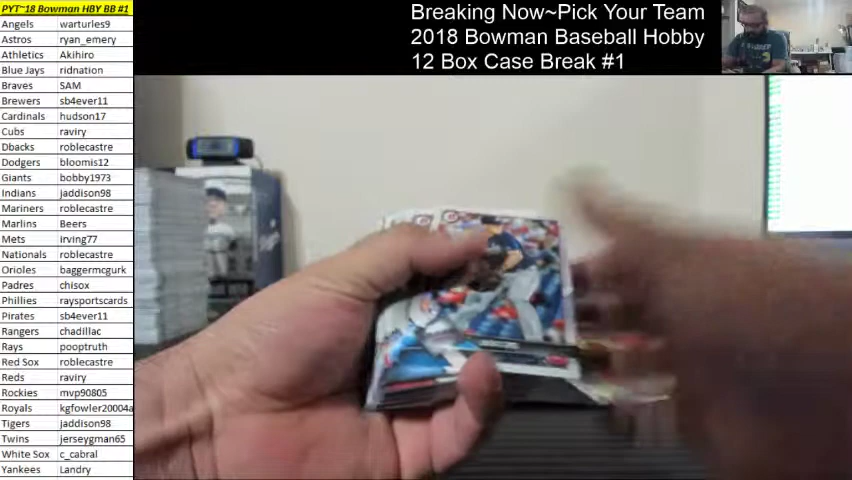 PYT~18 Bowman HBY BB #1
Angels warturles9
Astros ryan_emery
Athletics Akihiro
Blue Jays ridnation
Braves SAM
Brewers sb4ever11
Cardinals hudson17
Cubs raviry
Dbacks roblecastre
Dodgers bloomis12
Giants bobby1973
Indians jaddison98
Mariners roblecastre
Marlins Beers
Mets irving77
Nationals roblecastre
Orioles baggermcgurk
Padres chisox
Phillies raysportscards
Pirates sb4ever11
Rangers chadillac
Rays pooptruth
Red Sox roblecastre
Reds raviry
Rockies mvp90805
Royals kgfowler20004a
Tigers jaddison98
Twins jerseygman65
White Sox c_cabral
Yankees Landry
Breaking Now~Pick Your Team
2018 Bowman Baseball Hobby
12 Box Case Break #1